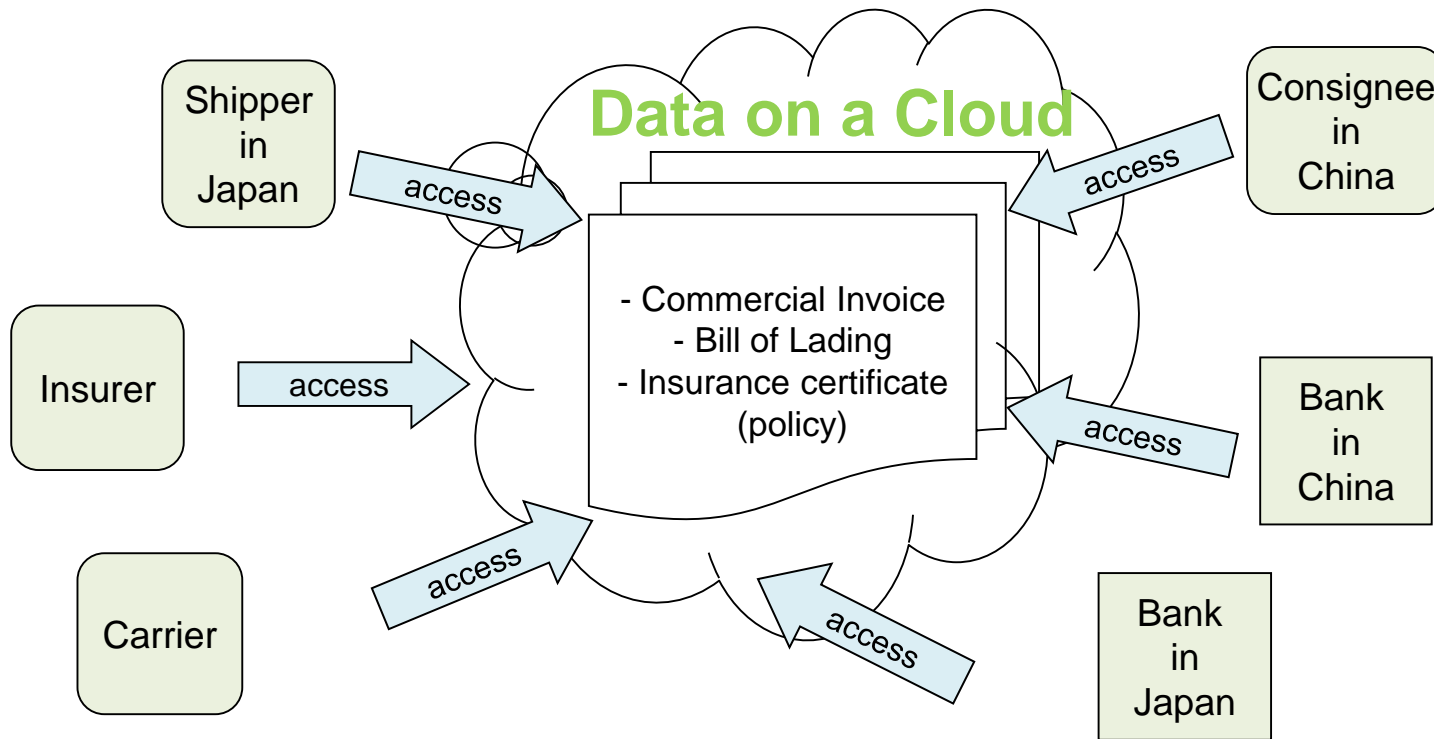 Data on a Cloud
Shipper
in
Japan
access
Consignee
in
China
access
- Commercial Invoice
- Bill of Lading
- Insurance certificate
(policy)
Insurer
access
Bank
in
China
access
Carrier
access
Bank
in
Japan
access